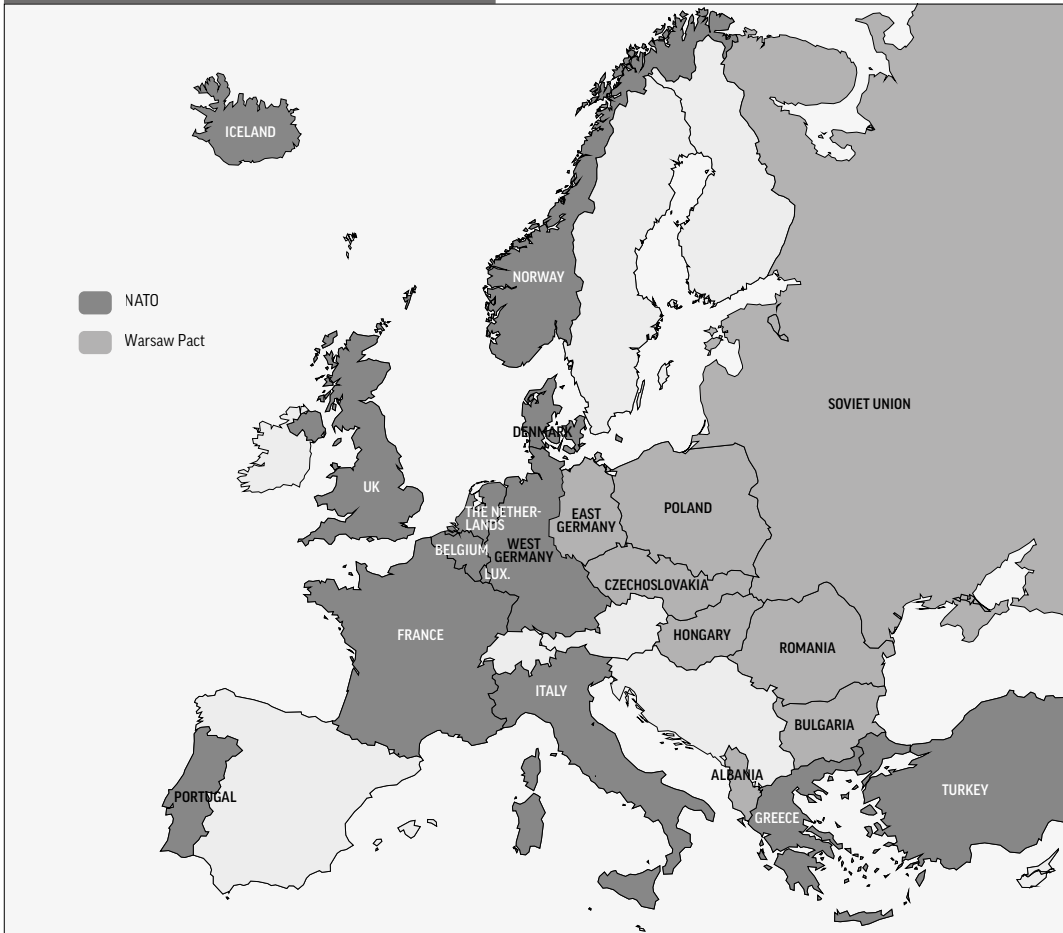 ICELAND
NORWAY
NATO
Warsaw Pact
SOVIET UNION
DENMARK
UK
THE NETHER-
LANDS
EAST
GERMANY
POLAND
BELGIUM
WEST
GERMANY
LUX.
CZECHOSLOVAKIA
FRANCE
HONGARY
ROMANIA
ITALY
BULGARIA
ALBANIA
PORTUGAL
TURKEY
GREECE